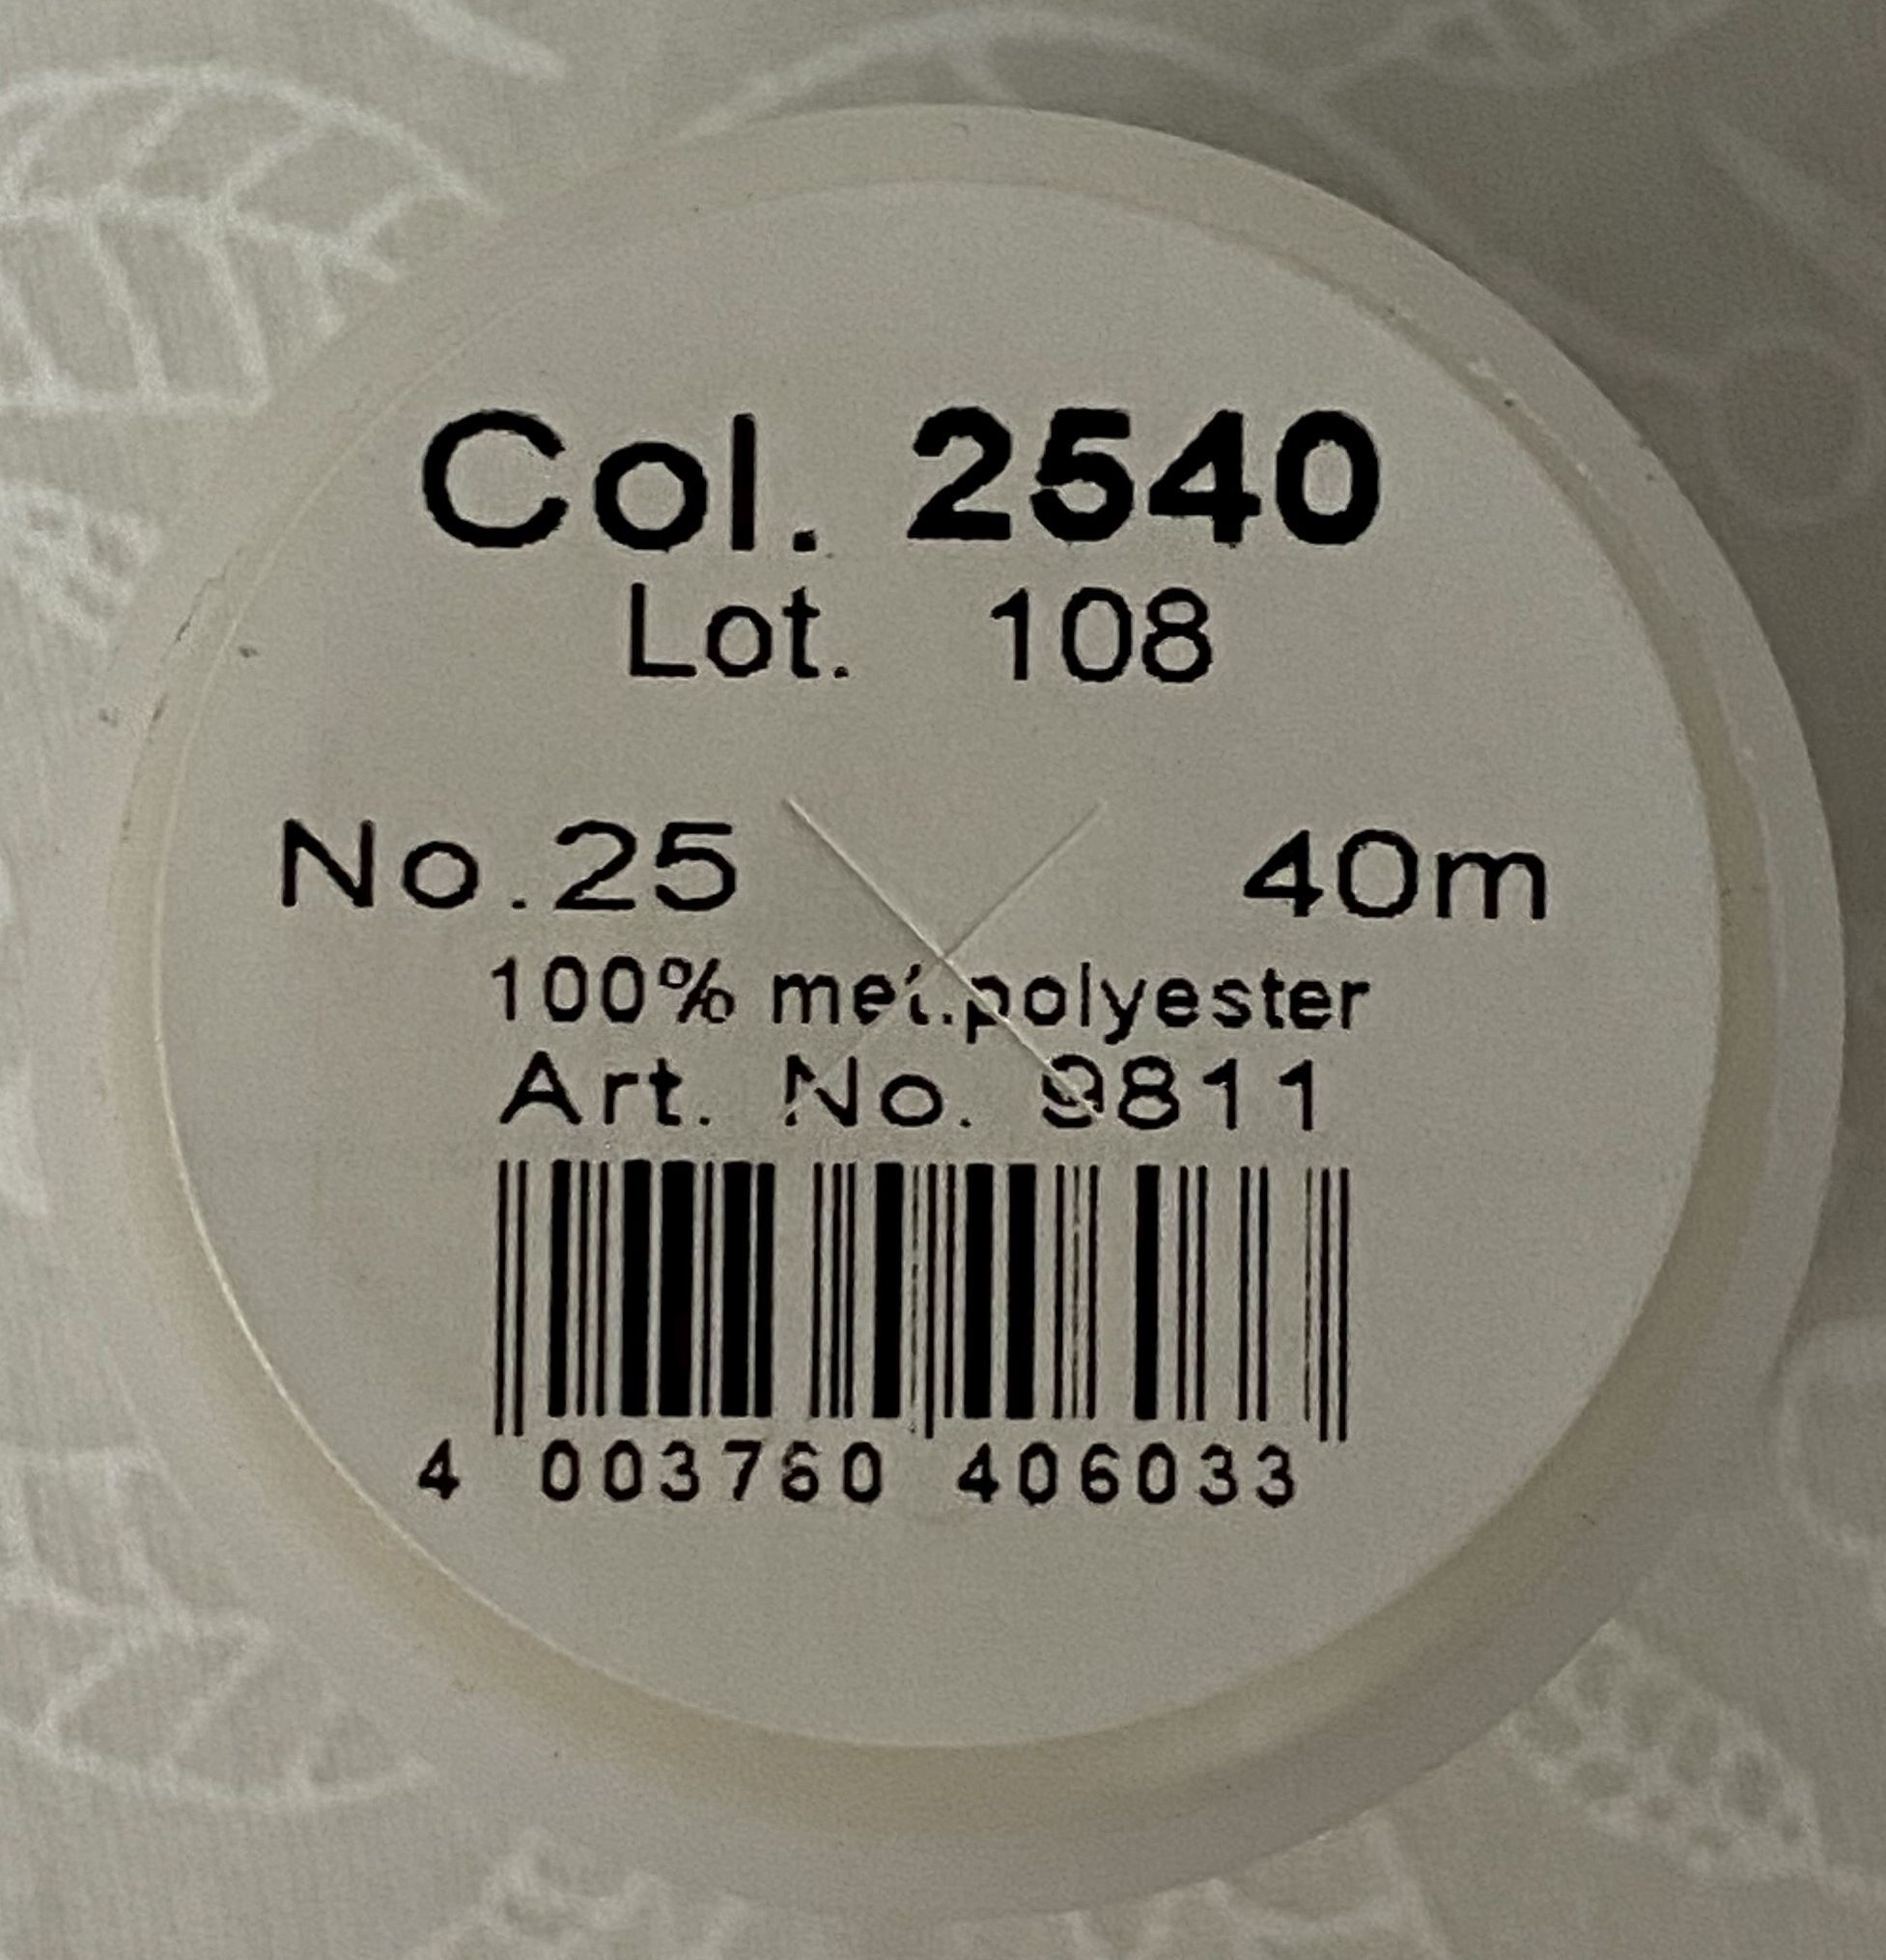 Col. 2540
Lot. 108
No.25 40m
100% met.polyester
Art. No. 9811
4 003760 406033